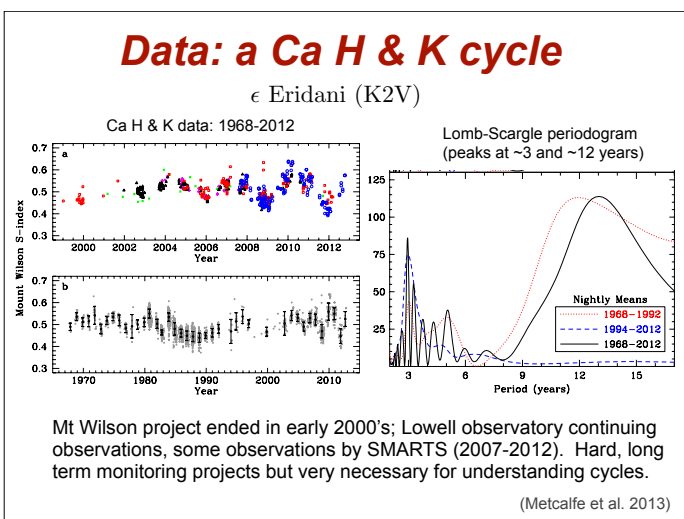 Data: a Ca H & K cycle
ϵ Eridani (K2V)
Ca H & K data: 1968-2012
Mount Wilson S-index
0.7
a
0.6
0.5
0.4
0.3
2000 2002 2004 2006 2008 2010 2012
Year
0.7
b
0.6
0.5
0.4
0.3
1970 1980 1990 2000 2010
Year
Lomb-Scargle periodogram
(peaks at ~3 and ~12 years)
125
100
75
50
25
Nightly Means
1968-1992
1994-2012
1968-2012
3 6 9 12 15
Period (years)
Mt Wilson project ended in early 2000's; Lowell observatory continuing
observations, some observations by SMARTS (2007-2012). Hard, long
term monitoring projects but very necessary for understanding cycles.
(Metcalfe et al. 2013)